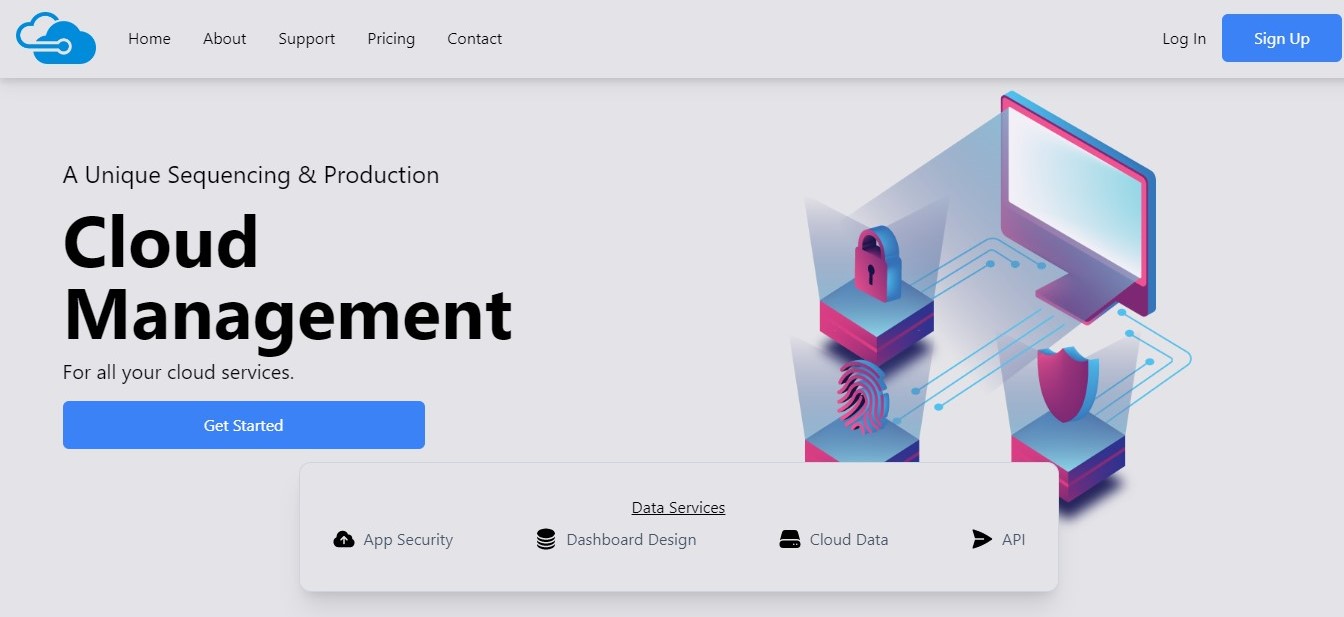 Home About Support Pricing Contact Log In Sign Up
A Unique Sequencing & Production
Cloud
Management
For all your cloud services.
Get Started
Data Services
App Security Dashboard Design Cloud Data API